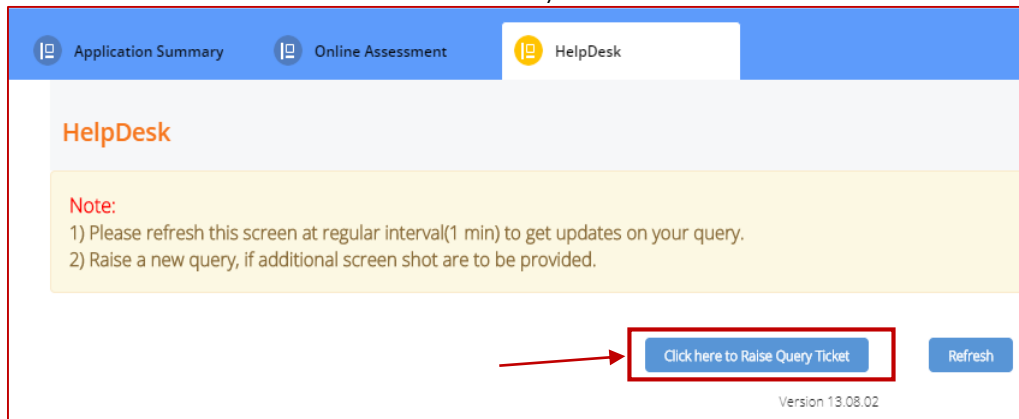 Application Summary Online Assessment HelpDesk
HelpDesk
Note:
1) Please refresh this screen at regular interval(1 min) to get updates on your query.
2) Raise a new query, if additional screen shot are to be provided.
Click here to Raise Query Ticket Refresh
Version 13.08.02